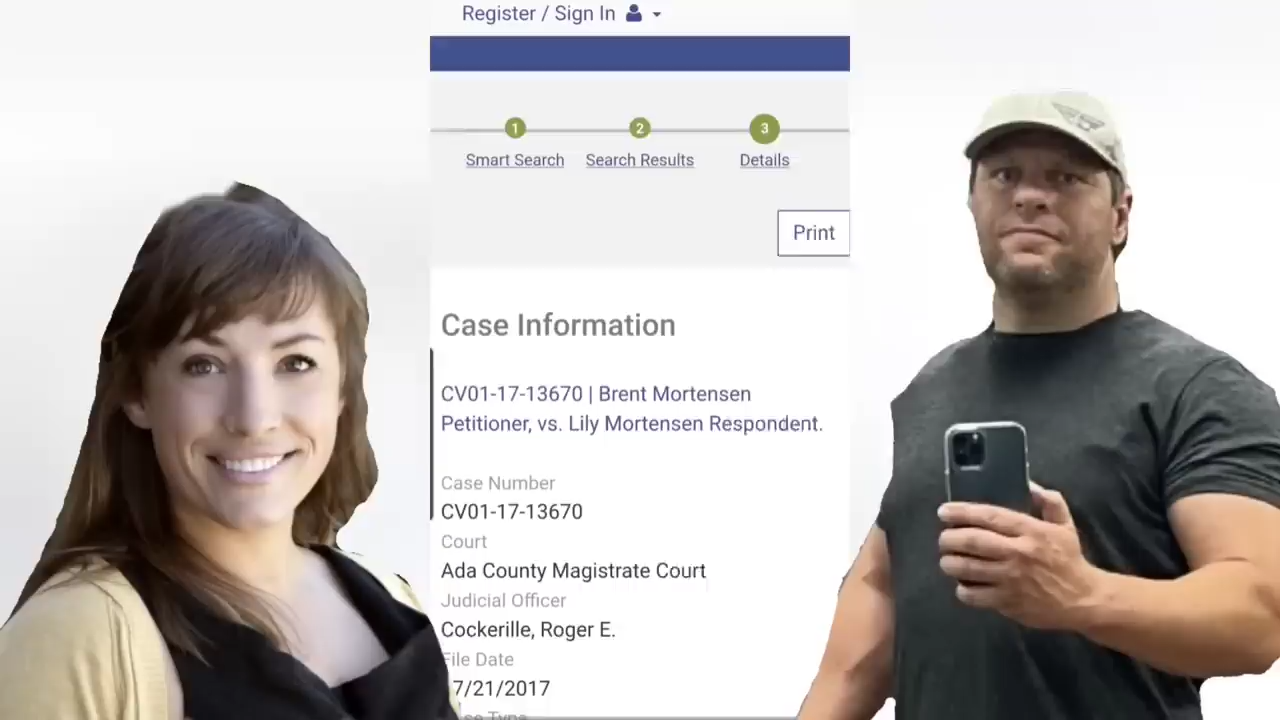 Register / Sign In
1
2
3
Smart Search
Search Results
Details
Print
Case Information
CV01-17-13670 | Brent Mortensen
Petitioner, vs. Lily Mortensen Respondent.
Case Number
CV01-17-13670
Court
Ada County Magistrate Court
Judicial Officer
Cockerille, Roger E.
File Date
7/21/2017
Type